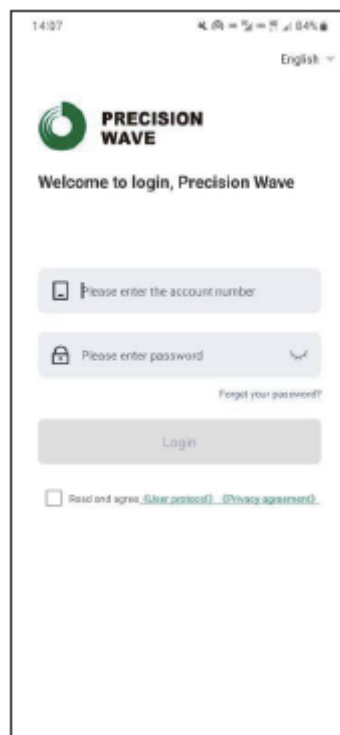 14:07 84%
English
PRECISION
WAVE
Welcome to login, Precision Wave
Please enter the account number
Please enter password
Forget your password?
Login
Read and agree 《User protocol》 《Privacy agreement》